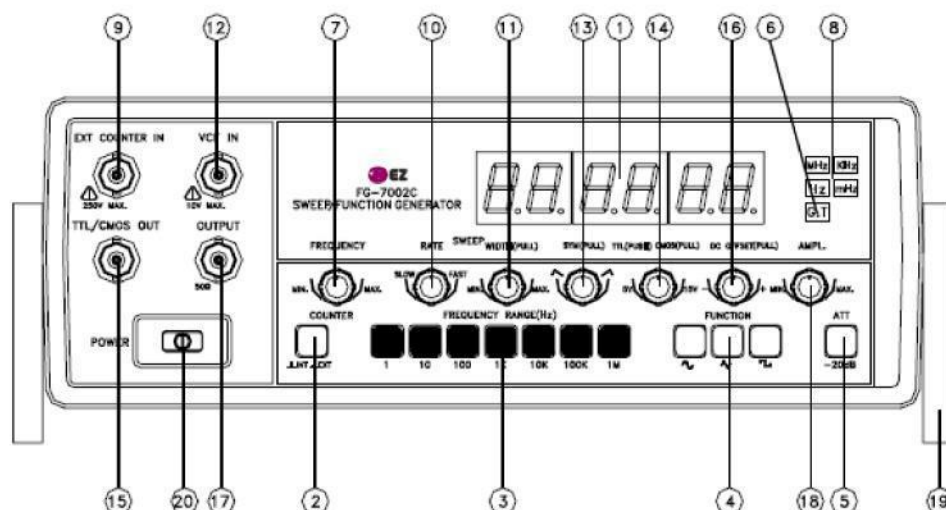 9 12 7 10 11 13 1 14 16 6 8
EXT COUNTER IN VCF IN
250V MAX. 10V MAX.
EZ
FG-7002C
SWEEP/FUNCTION GENERATOR
MHz KHz
Hz mHz
G.T
TTL/CMOS OUT OUTPUT
50Ω
FREQUENCY RATE SWEEP WIDTH(PULL) SYM(PULL) TTL(PUSH) CMOS(PULL) DC OFFSET(PULL) AMPL.
MIN. MAX. SLOW FAST MIN. MAX. 5V 15V - + MIN. MAX.
POWER
COUNTER FREQUENCY RANGE(Hz) FUNCTION ATT
INT EXT 1 10 100 1K 10K 100K 1M -20dB
15 20 17 2 3 4 18 5 19